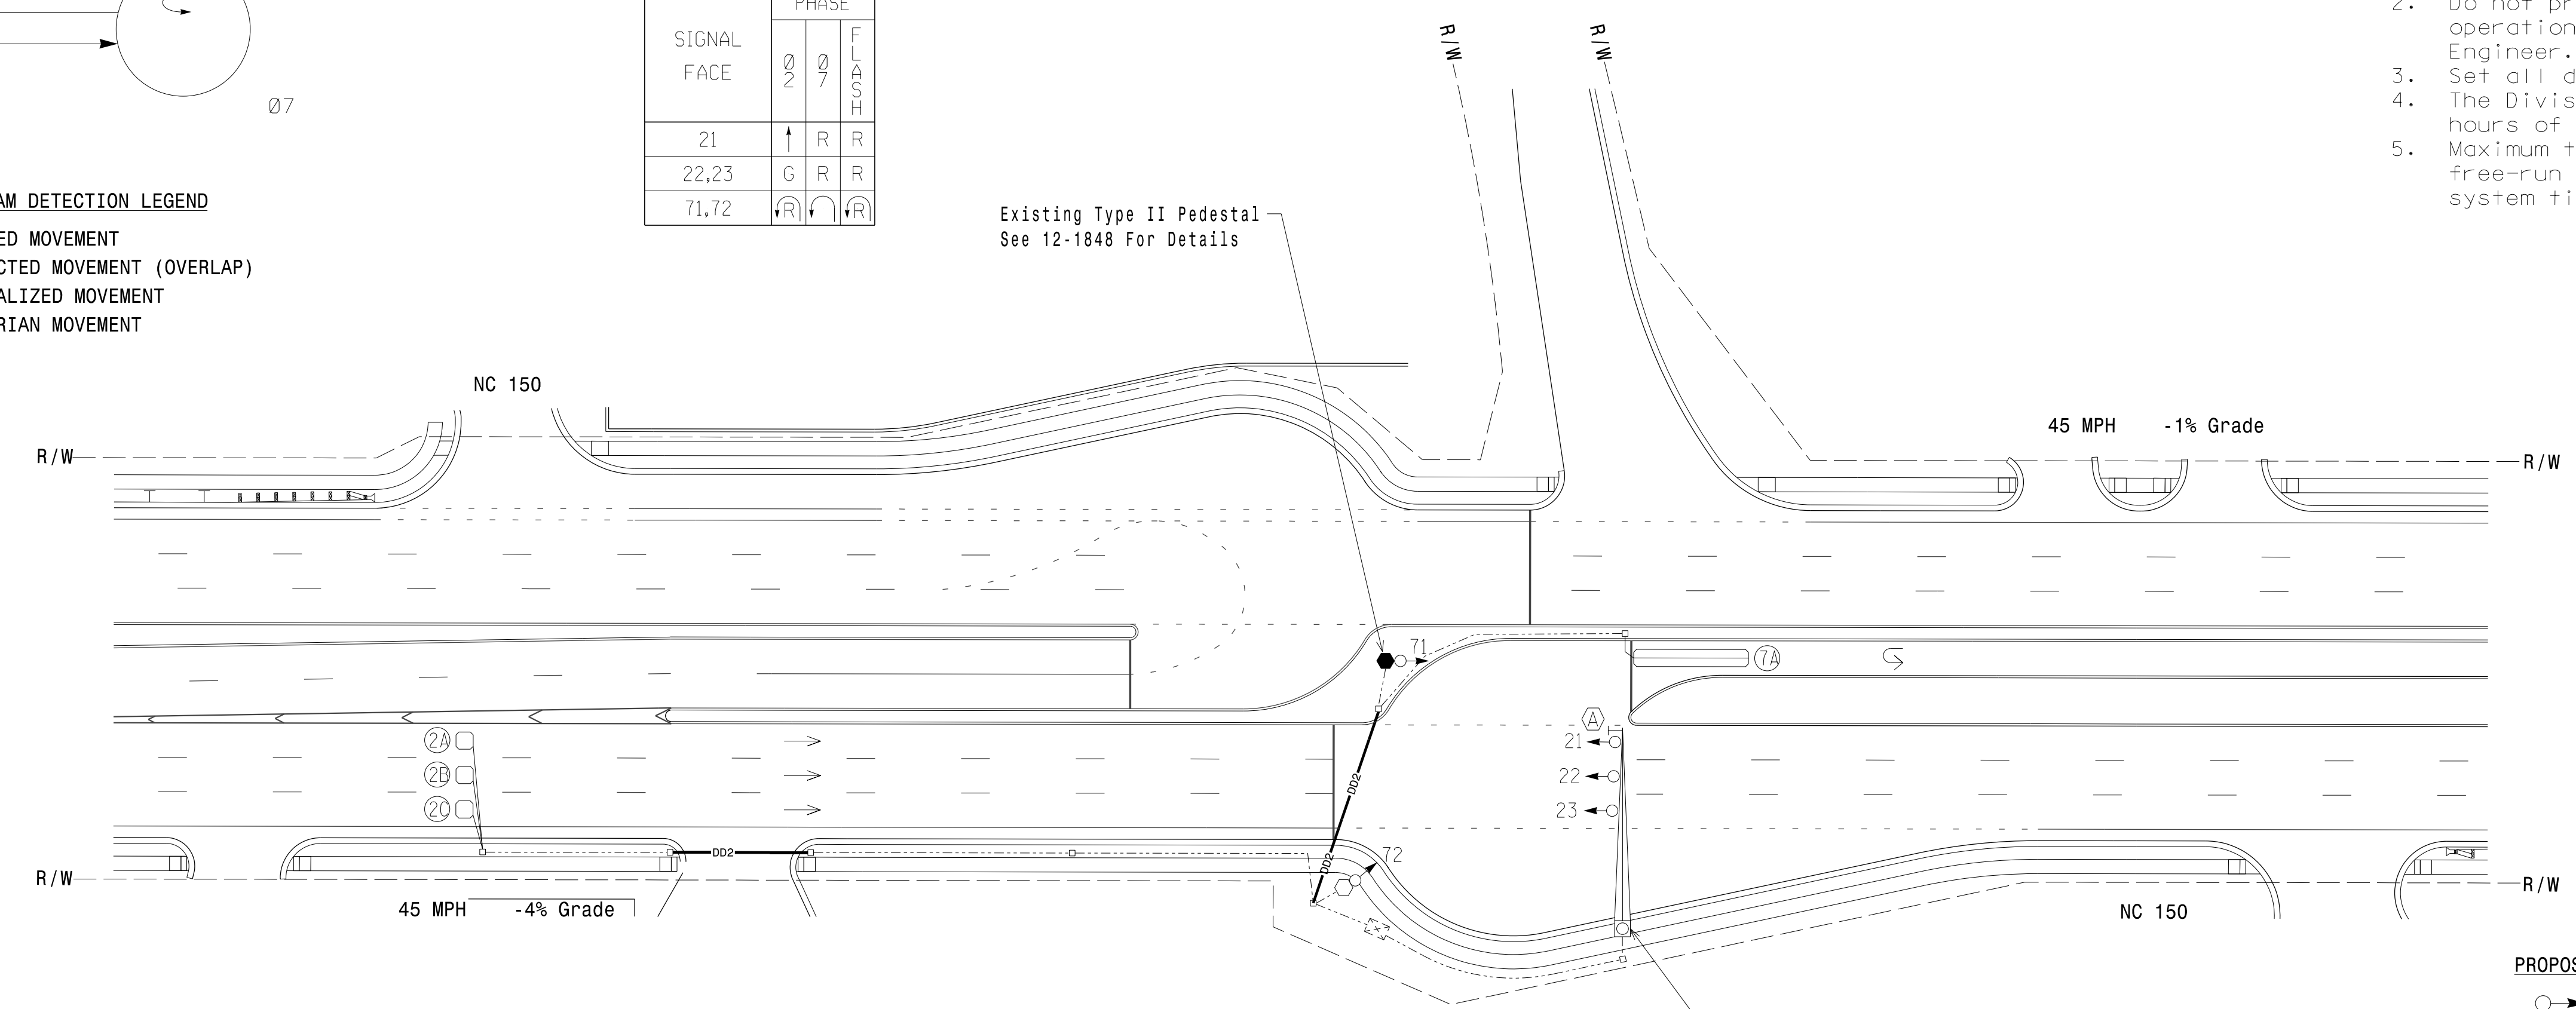 Ø7
PHASE
SIGNAL
FACE
Ø
2
Ø
7
F
L
A
S
H
21 R R
22,23 G R R
71,72 R R
AM DETECTION LEGEND
ED MOVEMENT
CTED MOVEMENT (OVERLAP)
ALIZED MOVEMENT
RIAN MOVEMENT
2. Do not pr
operation
Engineer.
3. Set all d
4. The Divis
hours of
5. Maximum t
free-run
system ti
R/W
R/W
Existing Type II Pedestal
See 12-1848 For Details
NC 150
45 MPH -1% Grade
R/W
R/W
71
7A
A
2A
21
2B
22
DD2
2C
23
DD2
DD2
72
R/W
R/W
45 MPH -4% Grade
NC 150
PROPOS